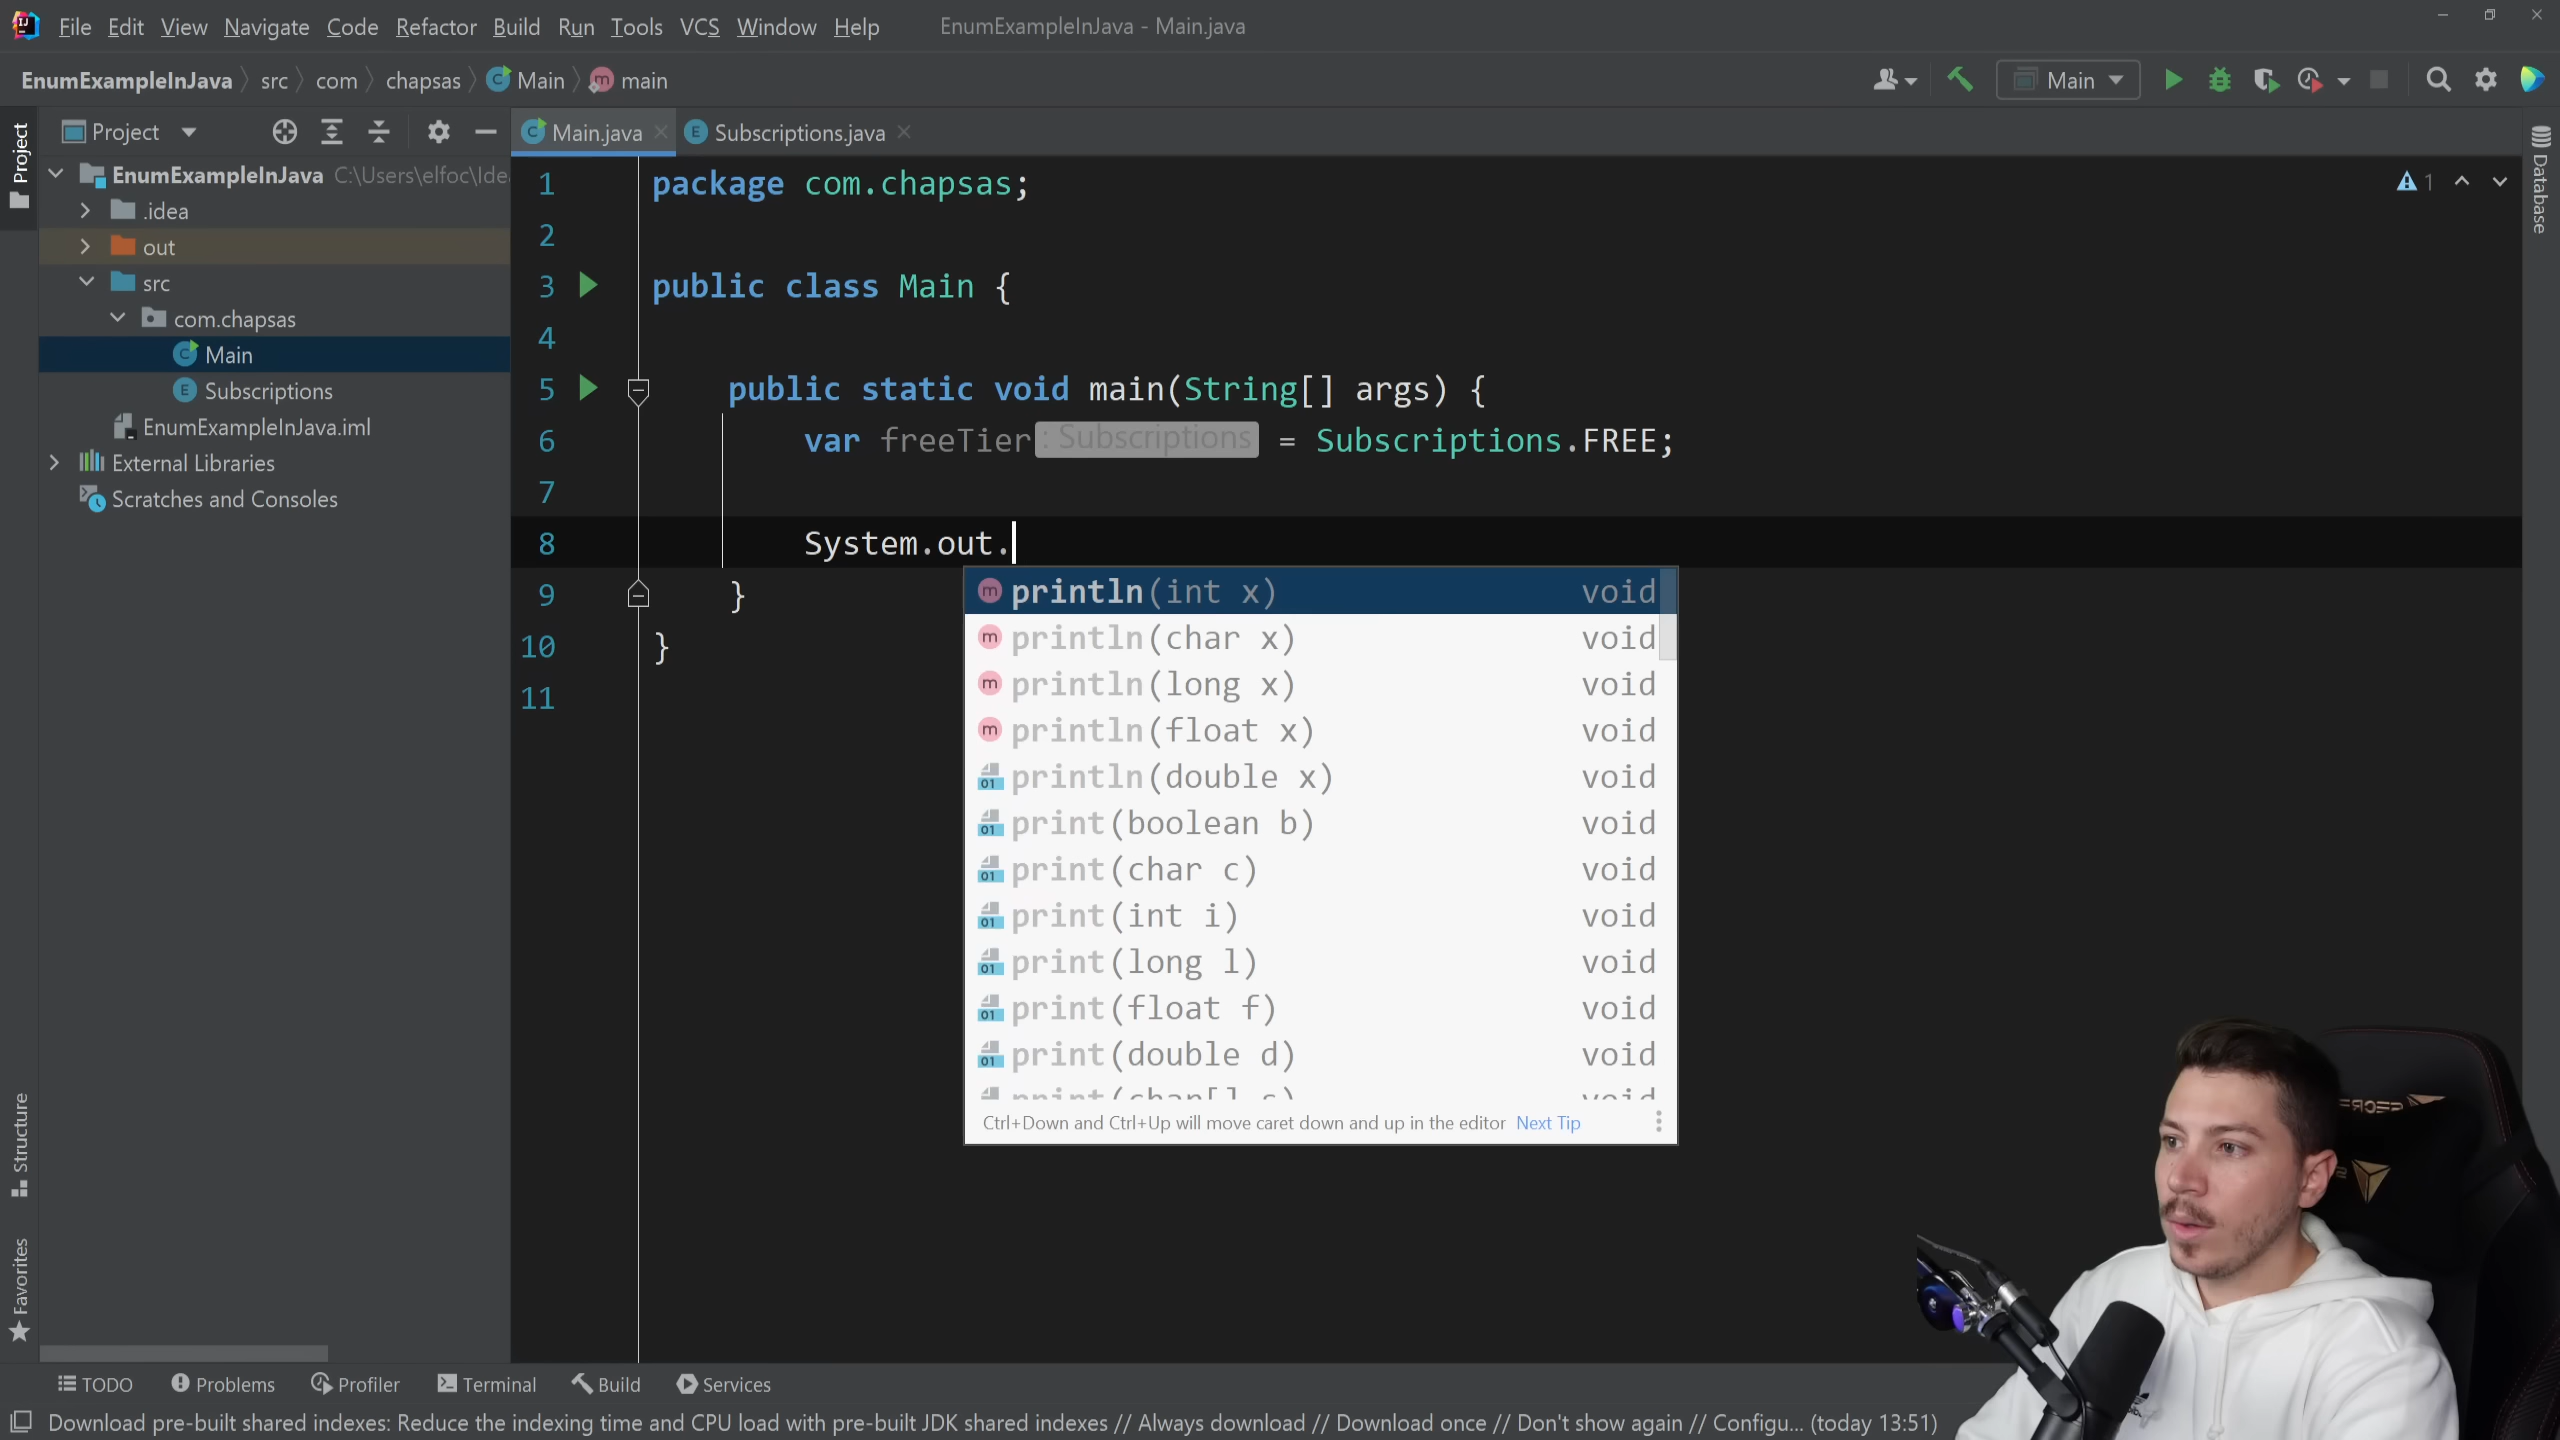 File Edit View Navigate Code Refactor Build Run Tools VCS Window Help EnumExampleInJava - Main.java
EnumExampleInJava src com chapsas Main main Main
Project
EnumExampleInJava C:\Users\elfoc\Ide
.idea
out
src
com.chapsas
Main
Subscriptions
EnumExampleInJava.iml
External Libraries
Scratches and Consoles
Project
Structure
Favorites
Database
Main.java Subscriptions.java
1
1 package com.chapsas;
2
3 public class Main {
4
5 public static void main(String[] args) {
6 var freeTier : Subscriptions = Subscriptions.FREE;
7
8 System.out.
9 }
10 }
11
println(int x) void
println(char x) void
println(long x) void
println(float x) void
println(double x) void
print(boolean b) void
print(char c) void
print(int i) void
print(long l) void
print(float f) void
print(double d) void
print(char[] s) void
Ctrl+Down and Ctrl+Up will move caret down and up in the editor Next Tip
TODO Problems Profiler Terminal Build Services
Download pre-built shared indexes: Reduce the indexing time and CPU load with pre-built JDK shared indexes // Always download // Download once // Don't show again // Configu... (today 13:51)